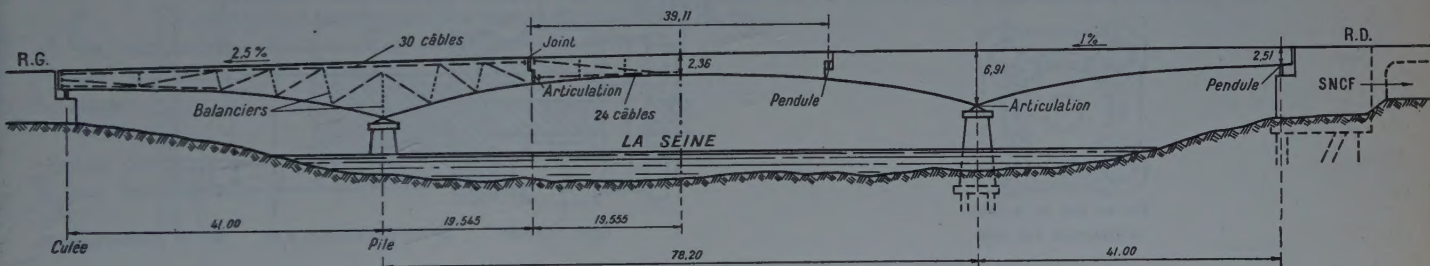 39,11
R.G.
2,5%
30 câbles
Joint
2,36
1%
R.D.
6,91
2,51
Articulation
24 câbles
Balanciers
Pendule
Articulation
Pendule
SNCF
LA SEINE
41.00
19.545
19.555
Culée
Pile
78,20
41.00